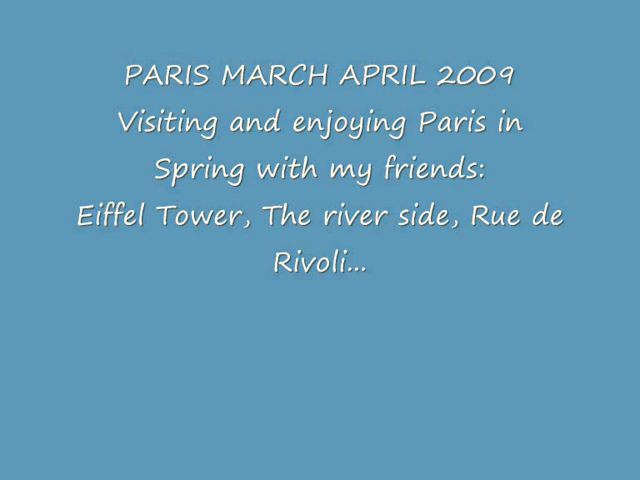 PARIS MARCH APRIL 2009
Visiting and enjoying Paris in
Spring with my friends:
Eiffel Tower, The river side, Rue de
Rivoli...